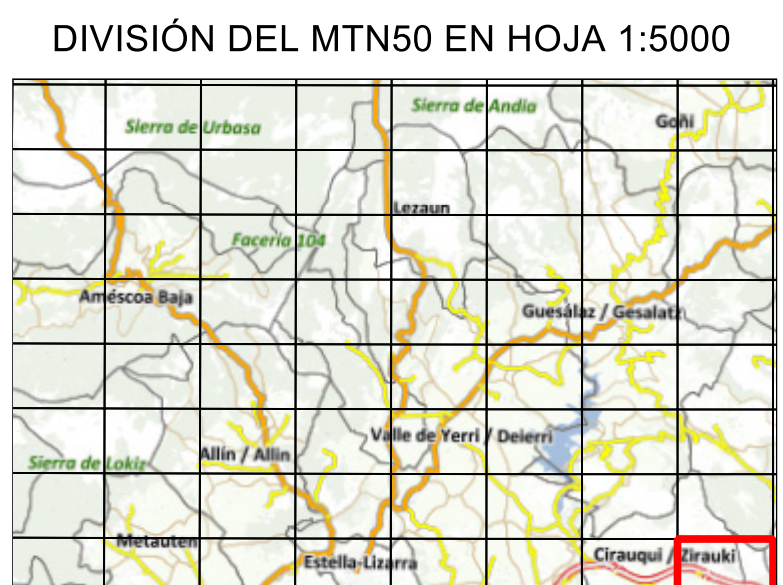 DIVISIÓN DEL MTN50 EN HOJA 1:5000
Sierra de Andia
Goñi
Sierra de Urbasa
Lezaun
Faceria 104
Améscoa Baja
Guesálaz / Gesalatz
Valle de Yerri / Deierri
Allín / Allin
Sierra de Lokiz
Metauten
Cirauqui / Zirauki
Estella-Lizarra